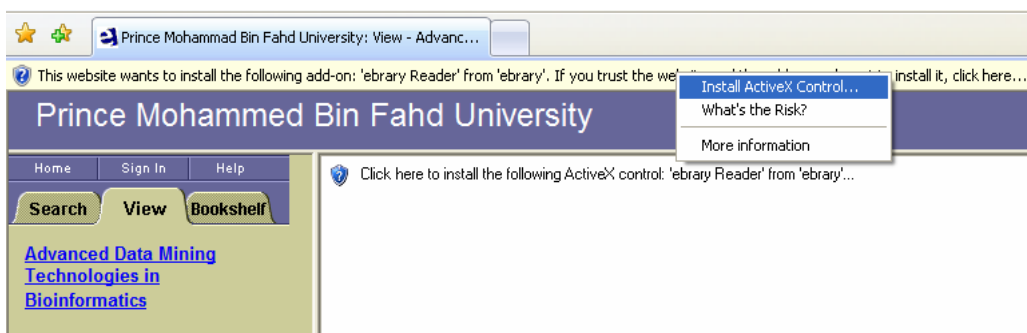 Prince Mohammad Bin Fahd University: View - Advanc...
This website wants to install the following add-on: 'ebrary Reader' from 'ebrary'. If you trust the we install it, click here...
Install ActiveX Control...
What's the Risk?
More information
Prince Mohammed Bin Fahd University
Home Sign In Help
Search View Bookshelf
Click here to install the following ActiveX control: 'ebrary Reader' from 'ebrary'...
Advanced Data Mining
Technologies in
Bioinformatics